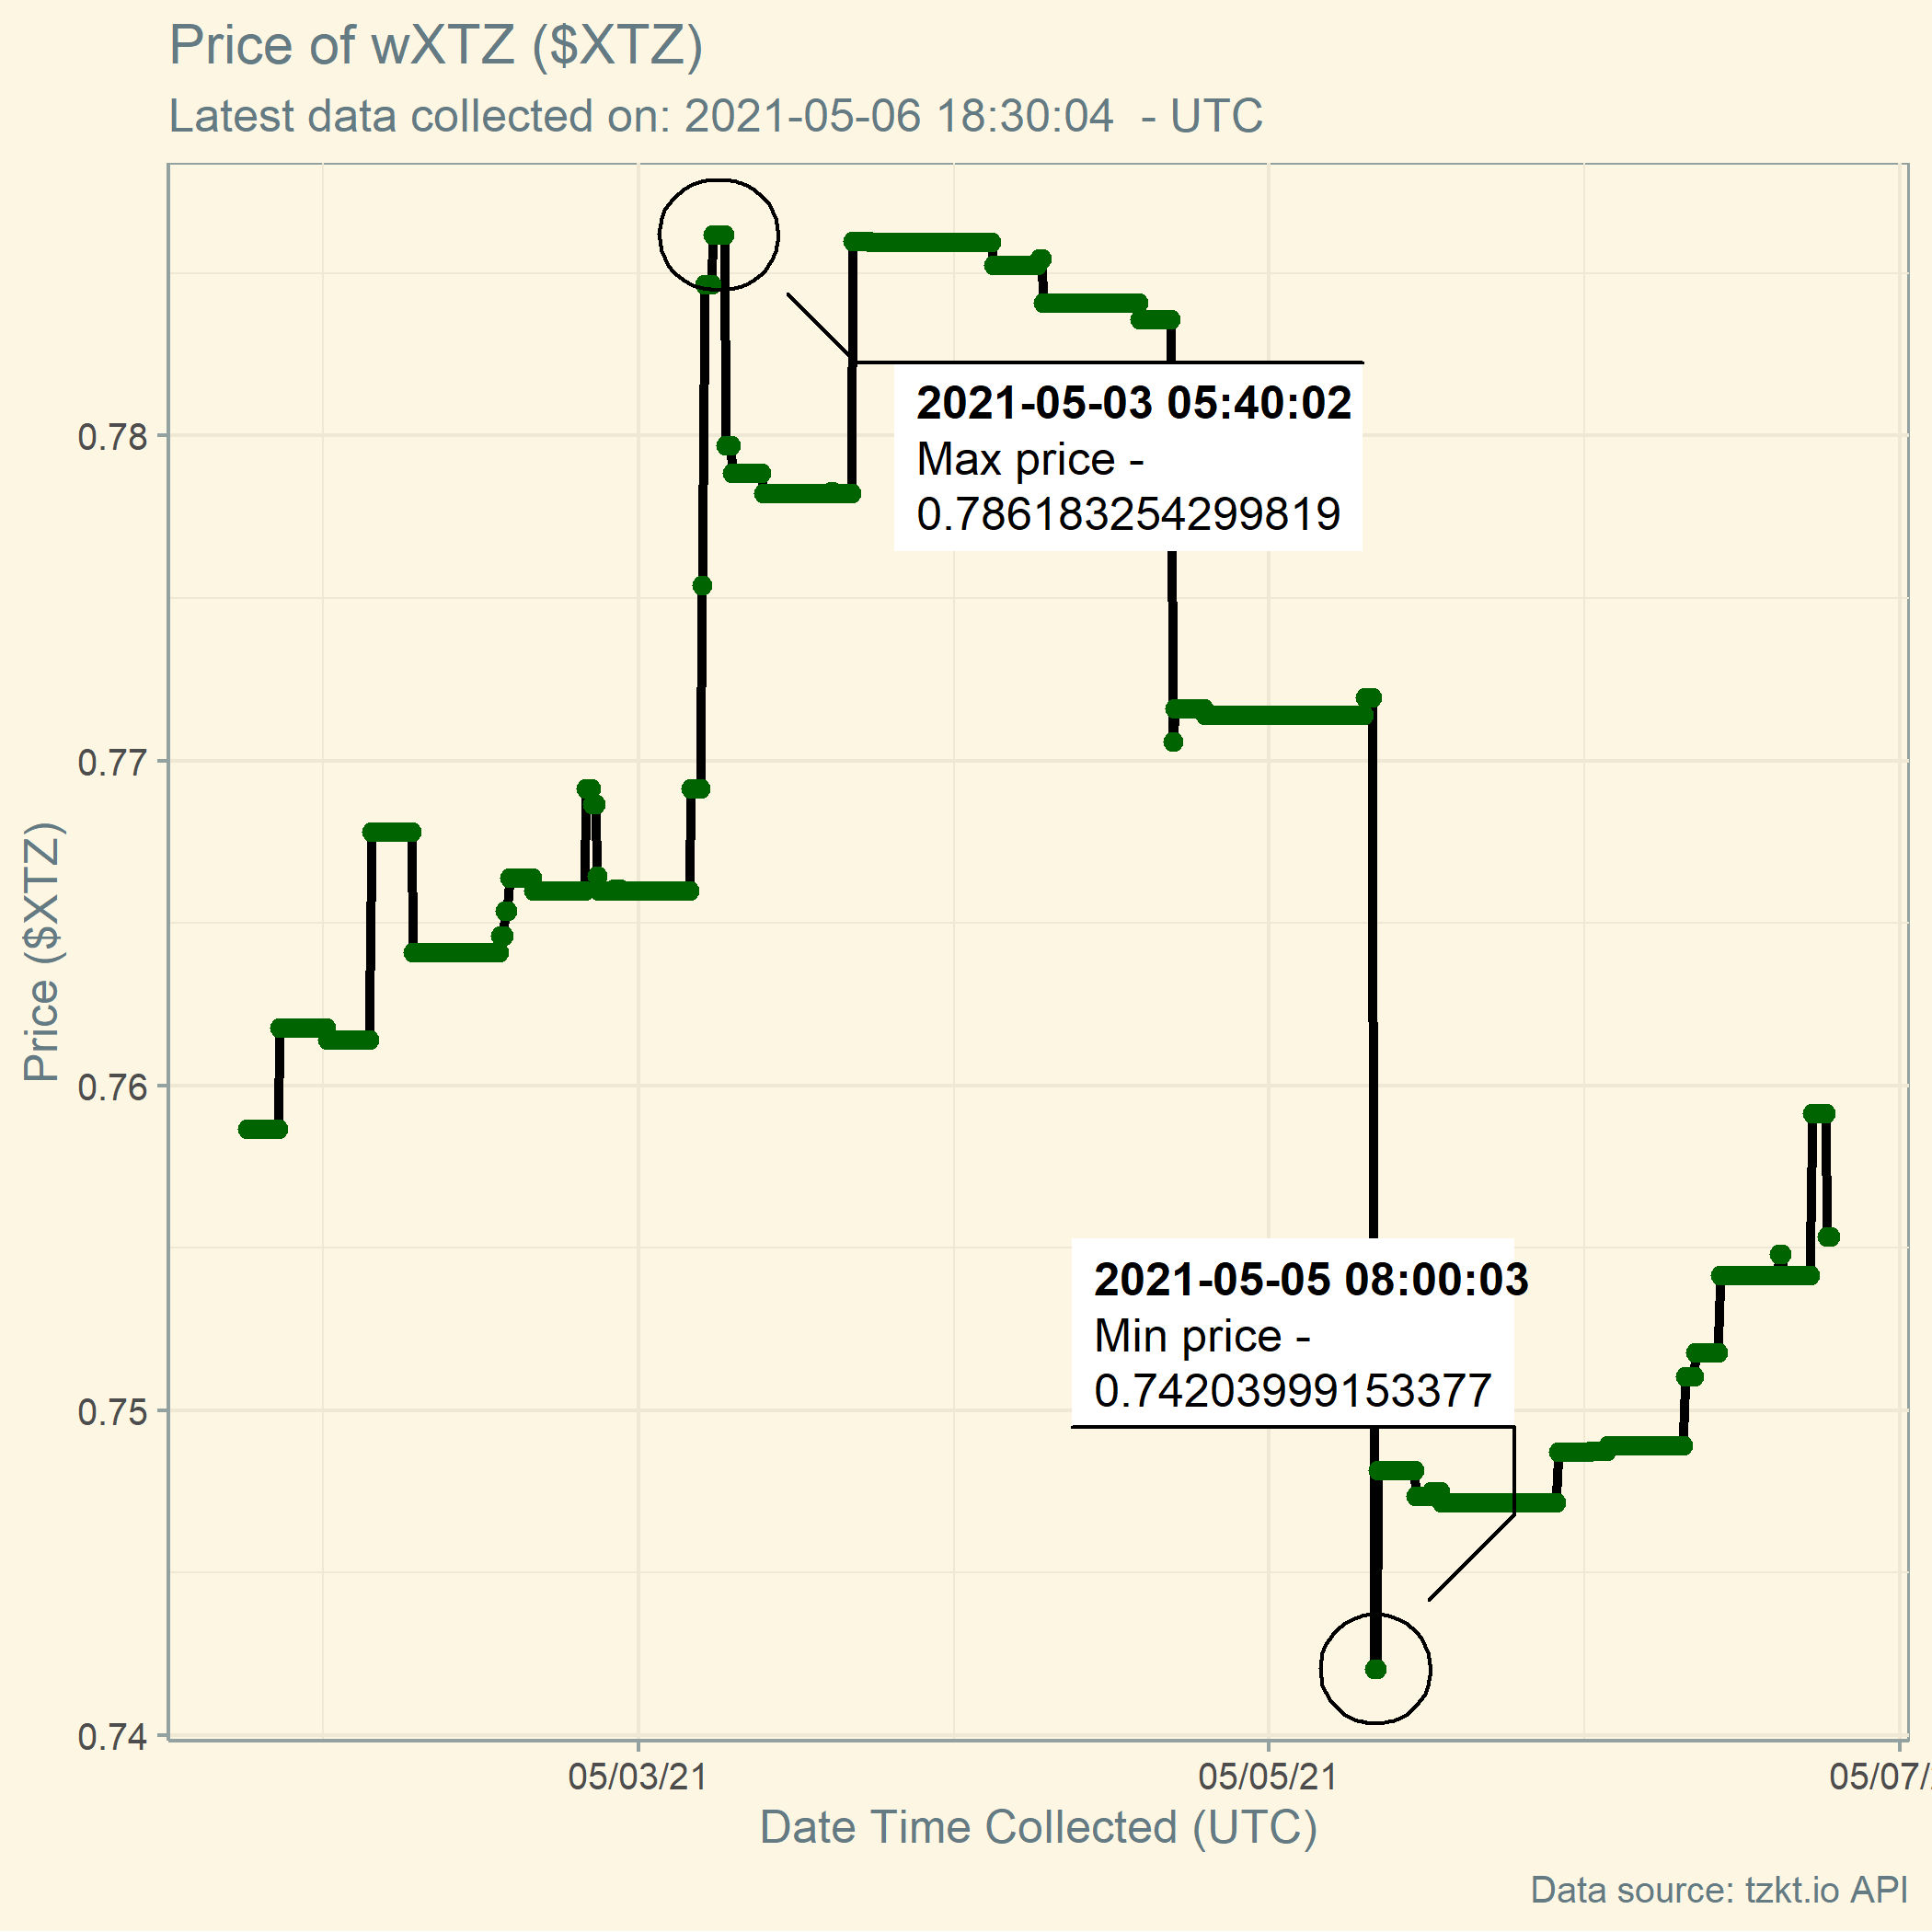 Price of wXTZ ($XTZ)
Latest data collected on: 2021-05-06 18:30:04  - UTC
2021-05-03 05:40:02
Max price -
0.786183254299819
0.78
0.77
Price ($XTZ)
0.76
2021-05-05 08:00:03
Min price -
0.74203999153377
0.75
0.74
05/03/21
05/05/21
05/07/
Date Time Collected (UTC)
Data source: tzkt.io API